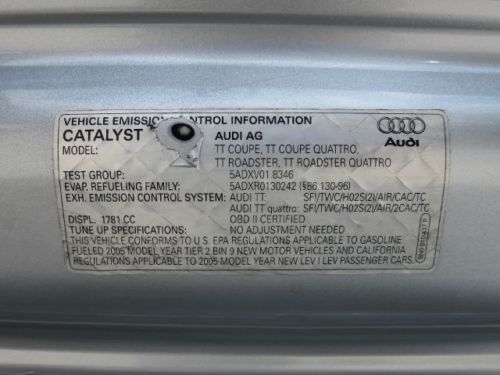 VEHICLE EMISSION CONTROL INFORMATION
CATALYST AUDI AG
Audi
MODEL: TT COUPE, TT COUPE QUATTRO,
TT ROADSTER, TT ROADSTER QUATTRO
TEST GROUP: 5ADXV01.8346
EVAP. REFUELING FAMILY: 5ADXR0130242 (§86.130-96)
EXH. EMISSION CONTROL SYSTEM: AUDI TT: SFI/TWC/HO2S(2)/AIR/CAC/TC
AUDI TT quattro: SFI/TWC/HO2S(2)/AIR/2CAC/TC
DISPL. 1781 CC OBD II CERTIFIED
TUNE UP SPECIFICATIONS: NO ADJUSTMENT NEEDED
THIS VEHICLE CONFORMS TO U.S. EPA REGULATIONS APPLICABLE TO GASOLINE
FUELED 2005 MODEL YEAR TIER 2 BIN 9 NEW MOTOR VEHICLES AND CALIFORNIA
REGULATIONS APPLICABLE TO 2005 MODEL YEAR NEW LEV I LEV PASSENGER CARS.